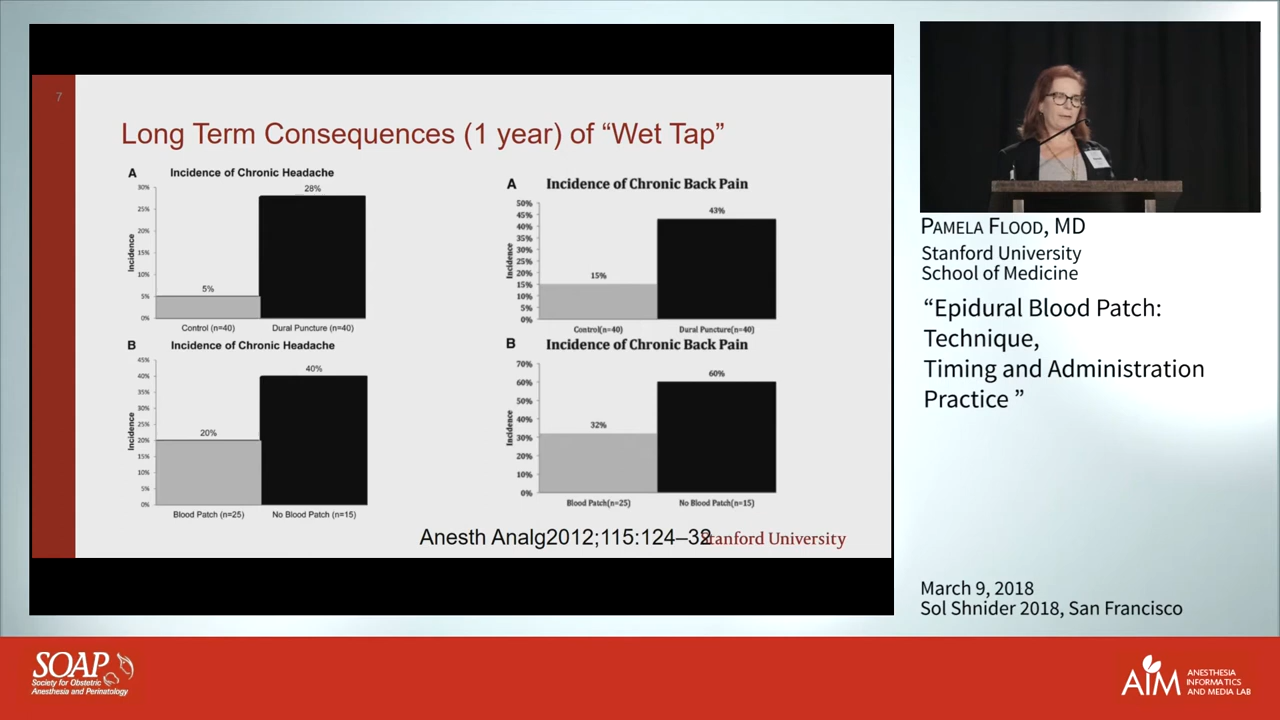 7
Long Term Consequences (1 year) of “Wet Tap”
A
Incidence of Chronic Headache
30%
25%
20%
15%
10%
5%
0%
Incidence
5%
28%
Control (n=40)
Dural Puncture (n=40)
B
Incidence of Chronic Headache
45%
40%
35%
30%
25%
20%
15%
10%
5%
0%
Incidence
20%
40%
Blood Patch (n=25)
No Blood Patch (n=15)
A
Incidence of Chronic Back Pain
50%
45%
40%
35%
30%
25%
20%
15%
10%
5%
0%
Incidence
15%
43%
Control(n=40)
Dural Puncture(n=40)
B
Incidence of Chronic Back Pain
70%
60%
50%
40%
30%
20%
10%
0%
Incidence
32%
60%
Blood Patch(n=25)
No Blood Patch(n=15)
Anesth Analg2012;115:124–32
Stanford University
PAMELA FLOOD, MD
Stanford University
School of Medicine
“Epidural Blood Patch:
Technique,
Timing and Administration
Practice ”
March 9, 2018
Sol Shnider 2018, San Francisco
SOAP
Society for Obstetric
Anesthesia and Perinatology
AIM
ANESTHESIA
INFORMATICS
AND MEDIA LAB